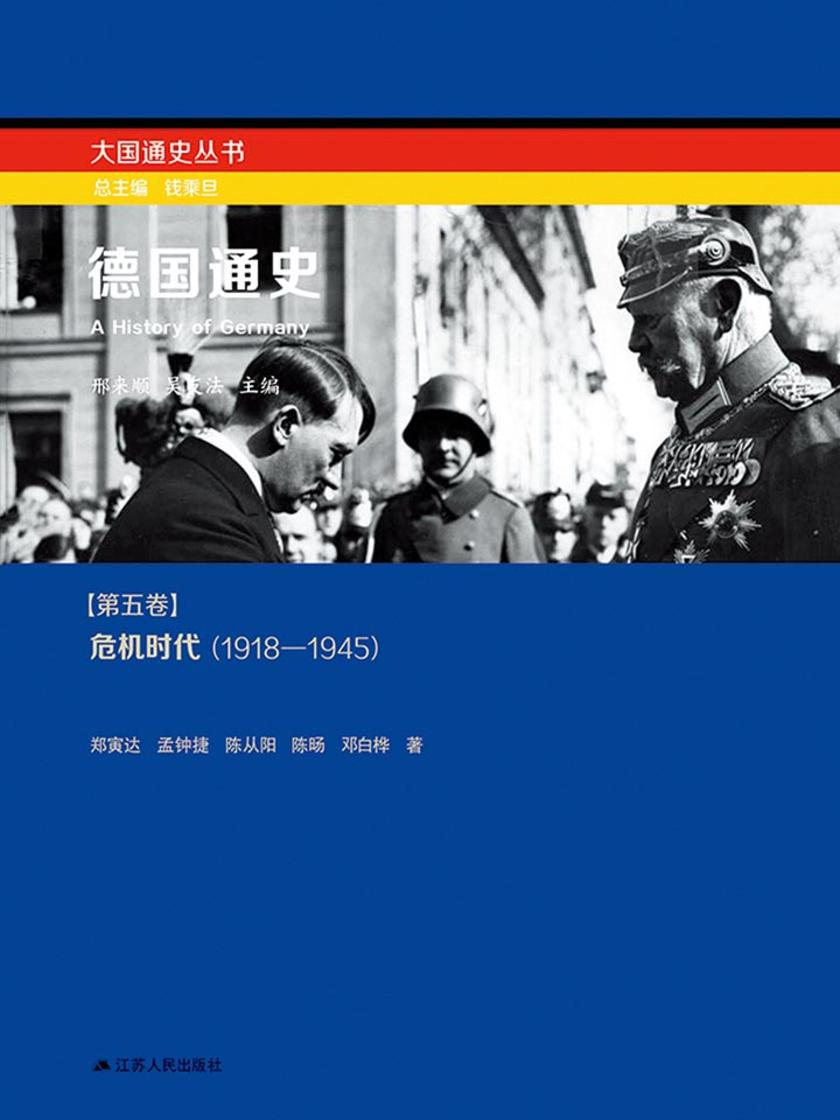 大国通史丛书
总主编 钱乘旦
德国通史
A History of Germany
邢来顺 吴友法 主编
【第五卷】
危机时代(1918—1945)
郑寅达 孟钟捷 陈从阳 陈旸 邓白桦 著
江苏人民出版社